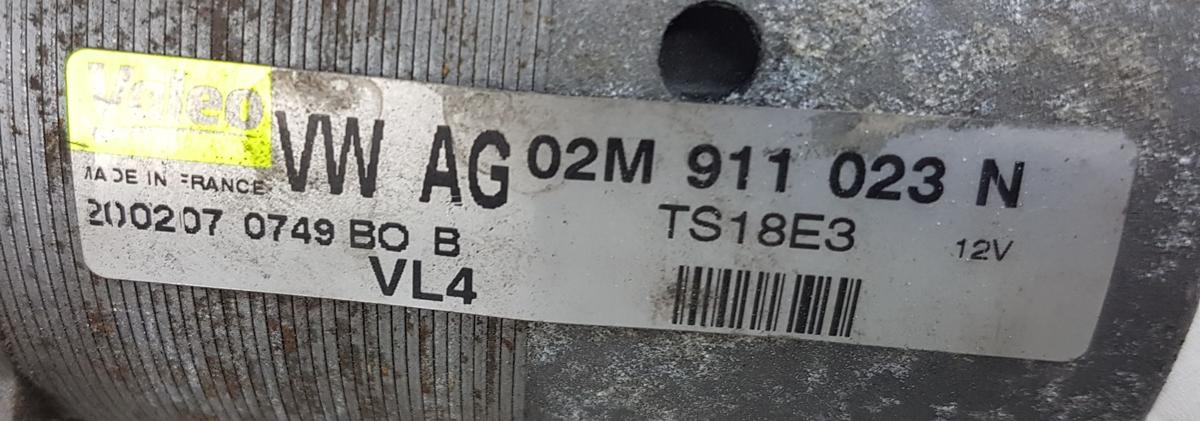 Valeo
MADE IN FRANCE
VW AG 02M 911 023 N
200207 0749 BO B
TS18E3 12V
VL4